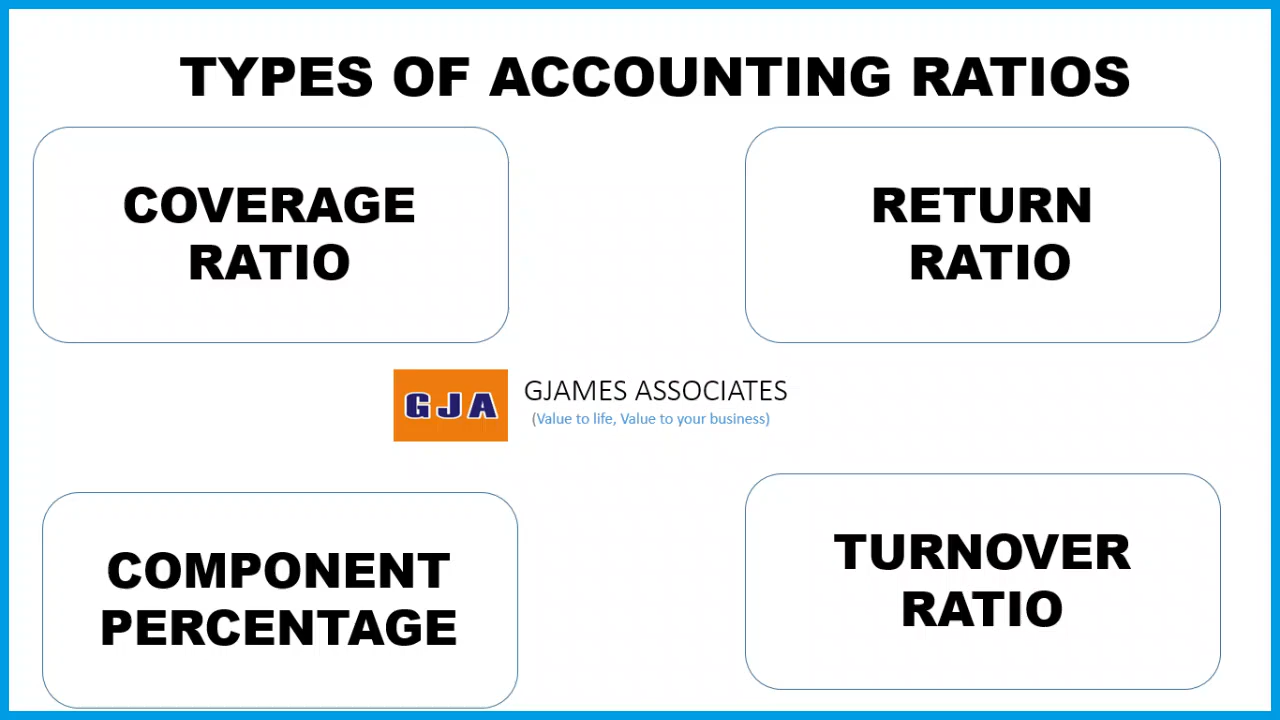 TYPES OF ACCOUNTING RATIOS
COVERAGE
RATIO
RETURN
RATIO
GJA
GJAMES ASSOCIATES
(Value to life, Value to your business)
COMPONENT
PERCENTAGE
TURNOVER
RATIO